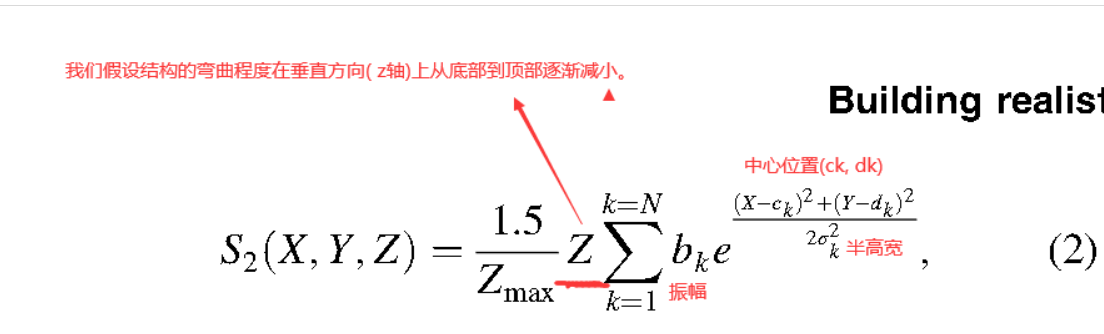 我们假设结构的弯曲程度在垂直方向( z轴)上从底部到顶部逐渐减小。
Building realist
中心位置(ck, dk)
S_2(X, Y, Z) = \frac{1.5}{Z_{\max}} Z \sum_{k=1}^{k=N} b_k e^{\frac{(X-c_k)^2+(Y-d_k)^2}{2\sigma_k^2}}, (2)
半高宽
振幅